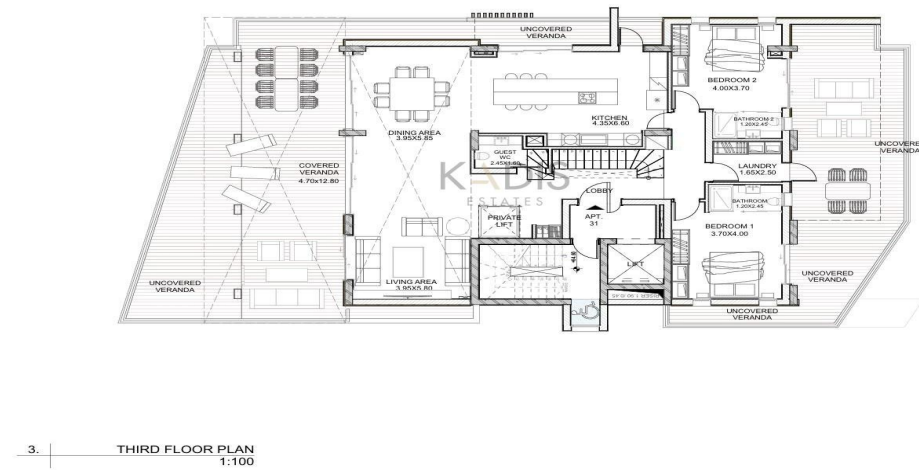 UNCOVERED
VERANDA
BEDROOM 2
4.00X3.70
KITCHEN
4.35X6.60
DINING AREA
3.95X5.85
BATHROOM 2
1.20X2.45
UNCOVERED
VERANDA
GUEST
WC
COVERED
VERANDA
4.70x12.80
LAUNDRY
1.65X2.50
KADIS
ESTATES
LOBBY
BATHROOM
1.20X2.45
PRIVATE
LIFT
APT.
31
BEDROOM 1
3.70X4.00
LIFT
UNCOVERED
VERANDA
LIVING AREA
3.95X5.80
UNCOVERED
VERANDA
UNCOVERED
VERANDA
3. THIRD FLOOR PLAN
1:100